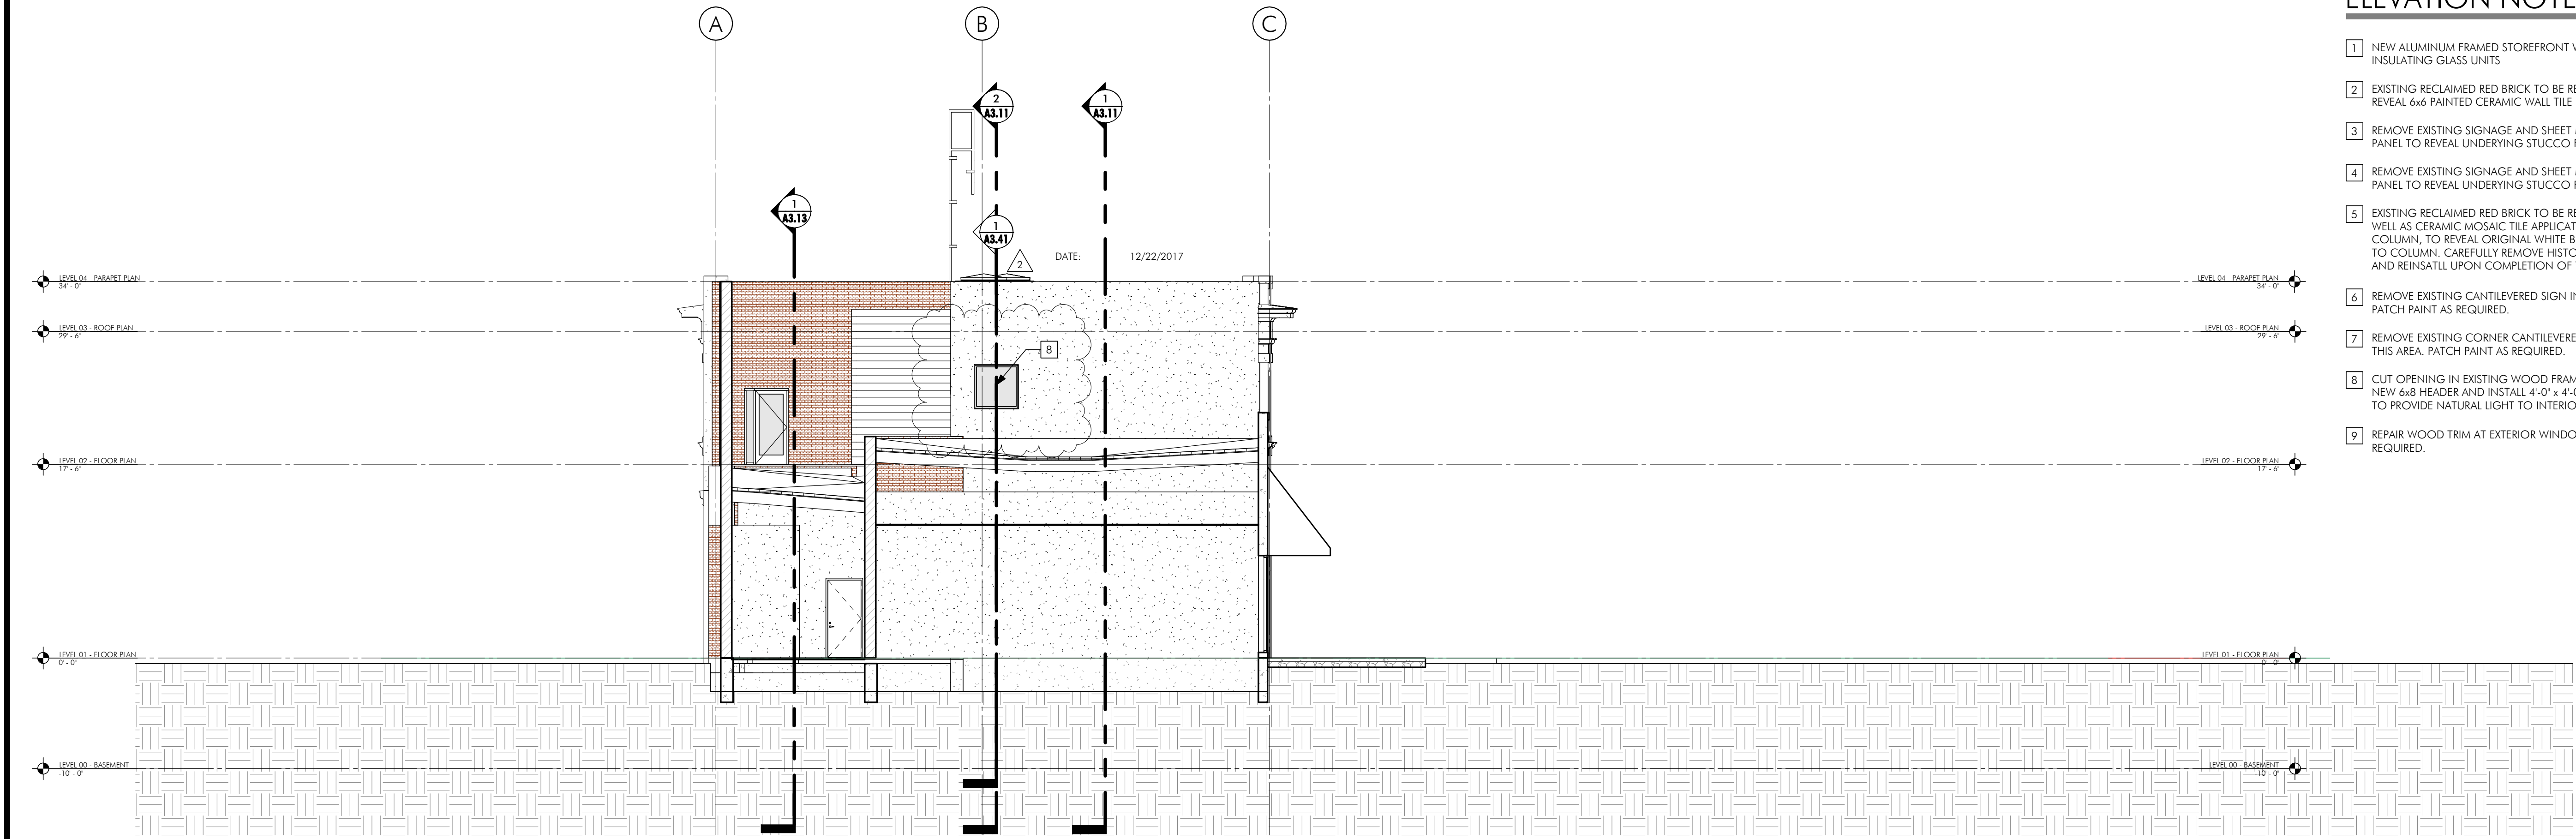 A
B
C
ELEVATION NOTE
1 NEW ALUMINUM FRAMED STOREFRONT
INSULATING GLASS UNITS
2 EXISTING RECLAIMED RED BRICK TO BE
REVEAL 6x6 PAINTED CERAMIC WALL TILE
3 REMOVE EXISTING SIGNAGE AND SHEET
PANEL TO REVEAL UNDERYING STUCCO
4 REMOVE EXISTING SIGNAGE AND SHEET
PANEL TO REVEAL UNDERYING STUCCO
5 EXISTING RECLAIMED RED BRICK TO BE
WELL AS CERAMIC MOSAIC TILE
COLUMN, TO REVEAL ORIGINAL WHITE
TO COLUMN. CAREFULLY REMOVE
AND REINSATLL UPON COMPLETION OF
6 REMOVE EXISTING CANTILEVERED SIGN
PATCH PAINT AS REQUIRED.
7 REMOVE EXISTING CORNER
THIS AREA. PATCH PAINT AS REQUIRED.
8 CUT OPENING IN EXISTING WOOD
NEW 6x8 HEADER AND INSTALL 4'-0" x
TO PROVIDE NATURAL LIGHT TO
9 REPAIR WOOD TRIM AT EXTERIOR
REQUIRED.
2
A3.11
1
A3.11
1
A3.13
1
A3.41
2
DATE: 12/22/2017
8
LEVEL 04 - PARAPET PLAN
34' - 0"
LEVEL 04 - PARAPET PLAN
34' - 0"
LEVEL 03 - ROOF PLAN
29' - 6"
LEVEL 03 - ROOF PLAN
29' - 6"
LEVEL 02 - FLOOR PLAN
17' - 6"
LEVEL 02 - FLOOR PLAN
17' - 6"
LEVEL 01 - FLOOR PLAN
0' - 0"
LEVEL 01 - FLOOR PLAN
0' - 0"
LEVEL 00 - BASEMENT
-10' - 0"
LEVEL 00 - BASEMENT
-10' - 0"